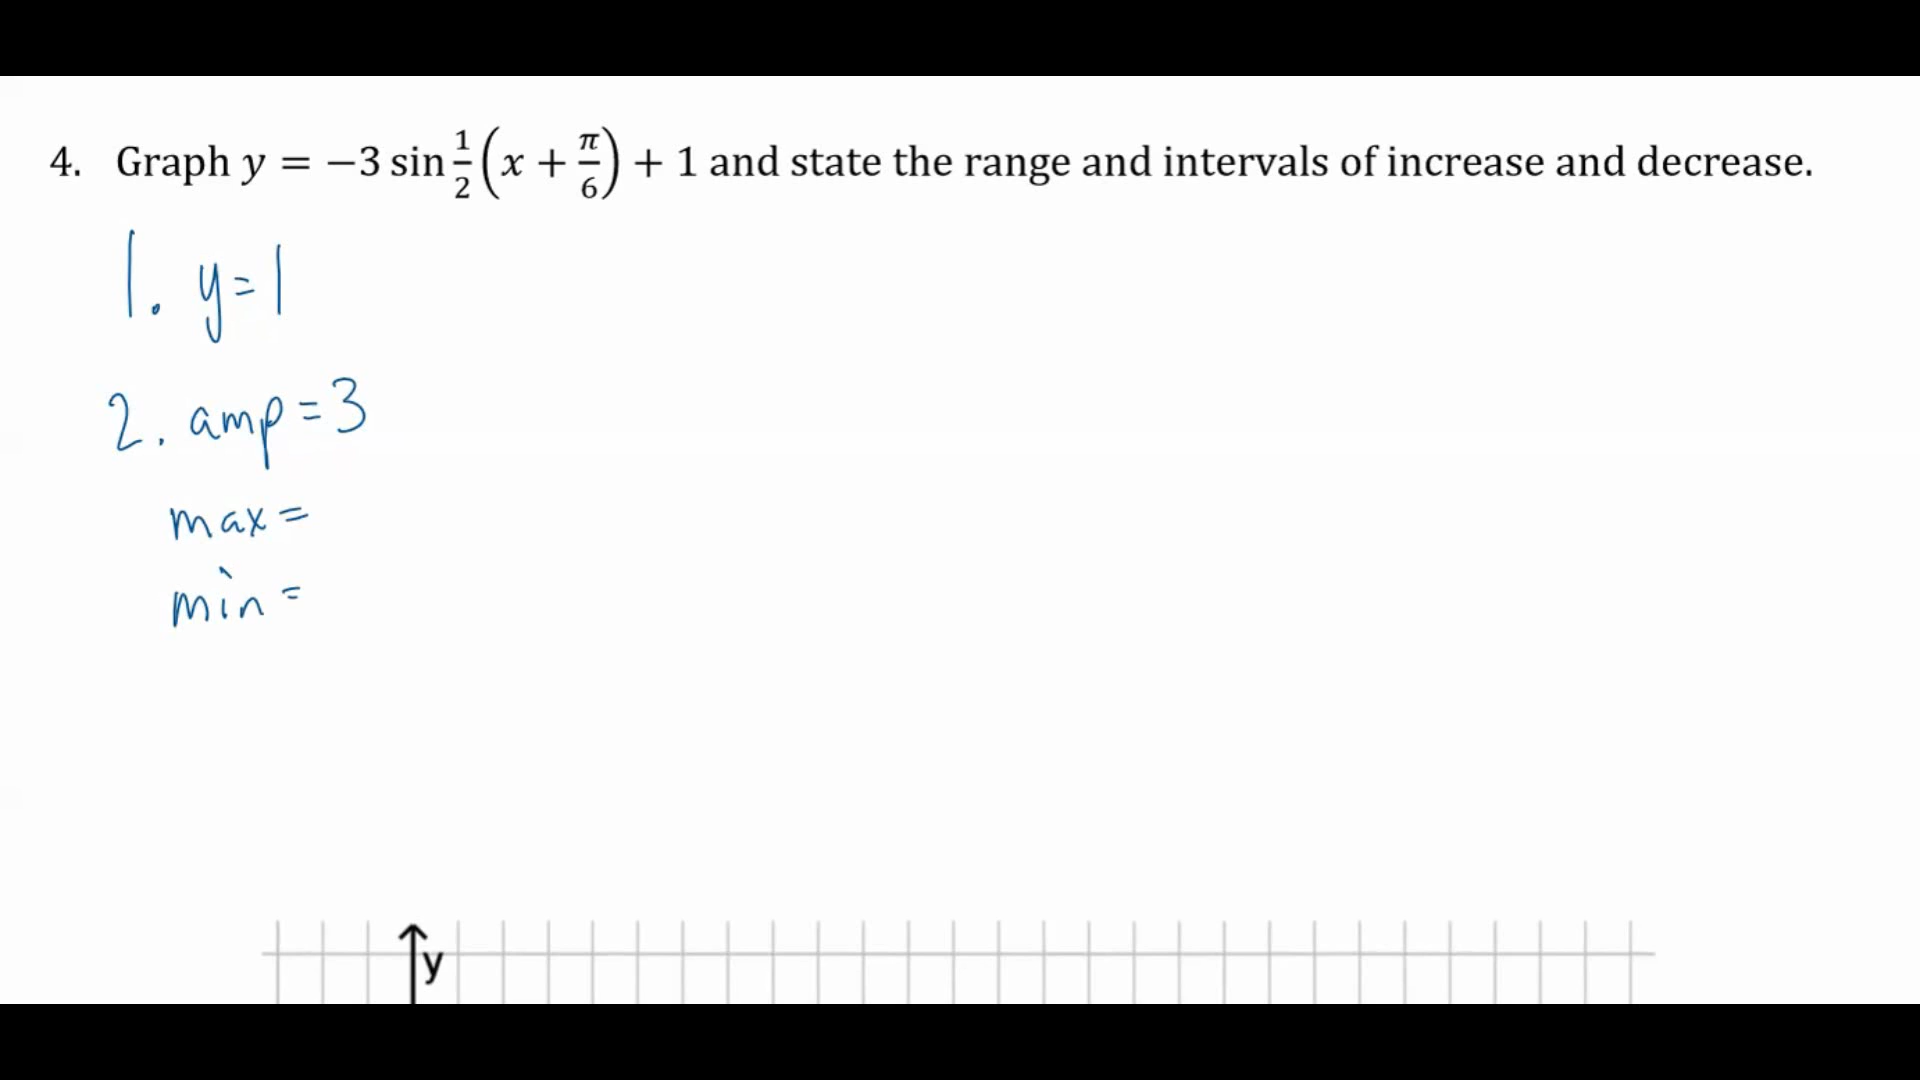 4. Graph y = −3 sin 1/2 (x + π/6) + 1 and state the range and intervals of increase and decrease.
1. y=1
2. amp=3
max=
min=
y